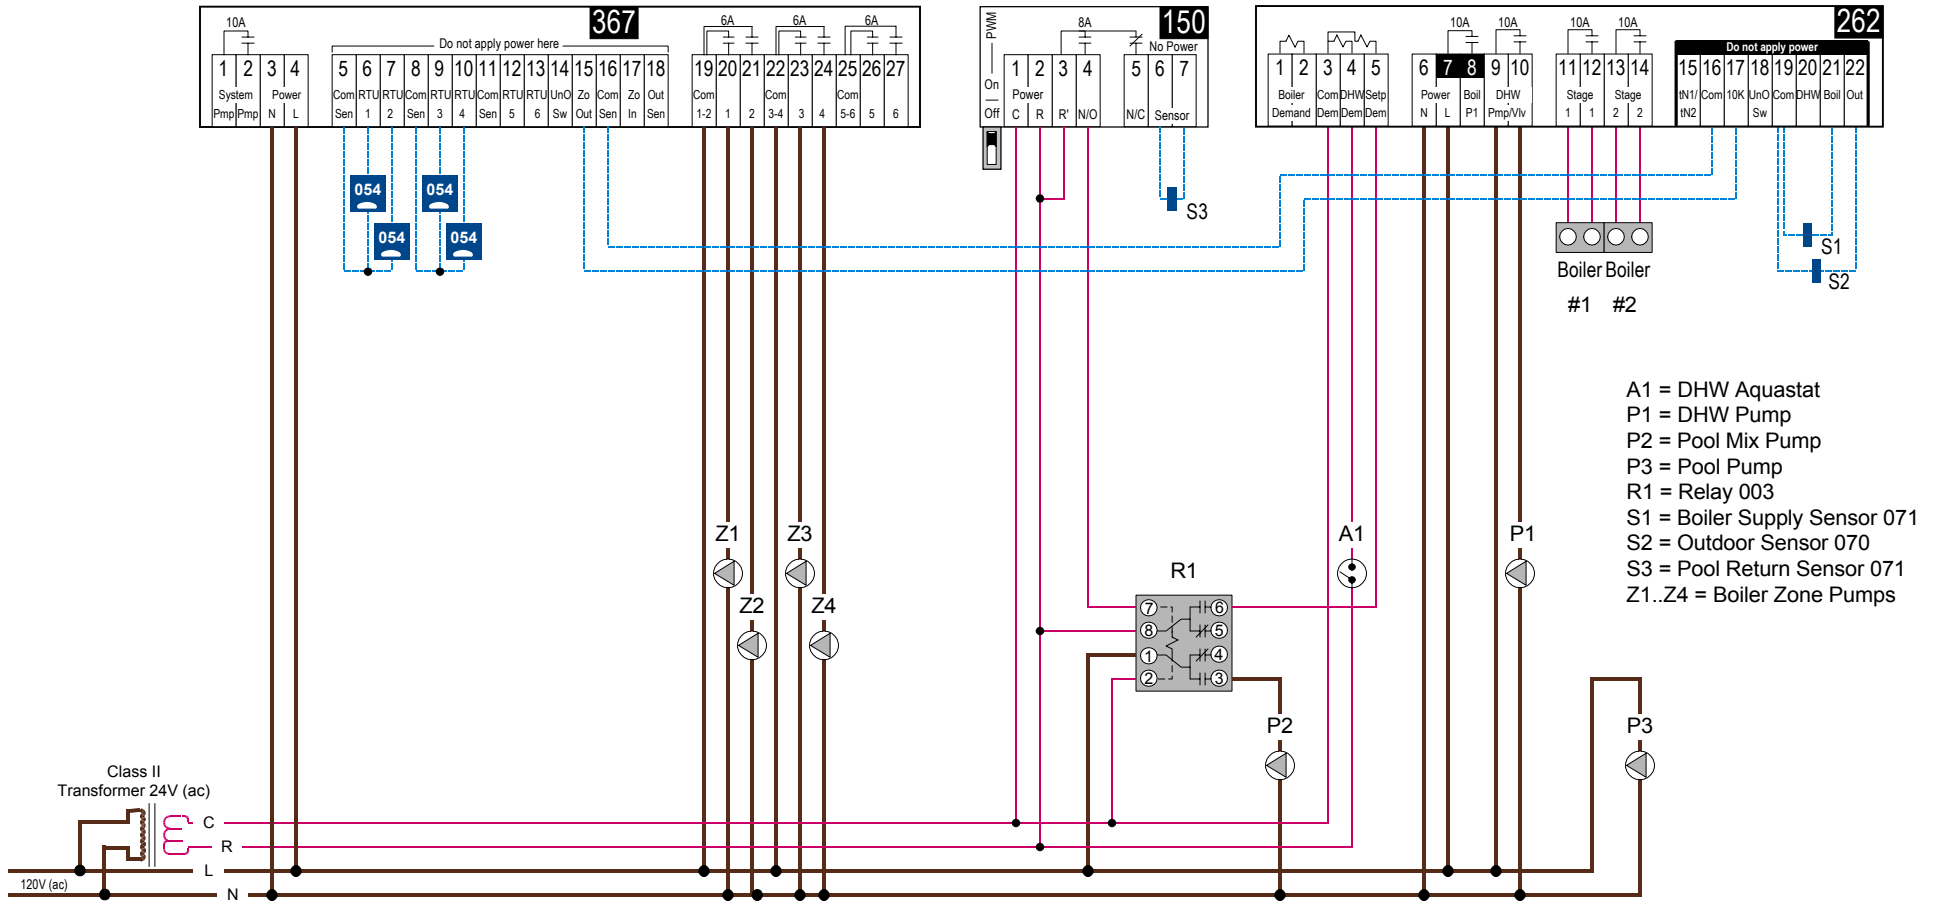 367
10A
6A
6A
6A
Do not apply power here
1 2 3 4 5 6 7 8 9 10 11 12 13 14 15 16 17 18 19 20 21 22 23 24 25 26 27
System Power Com RTU RTU Com RTU RTU Com RTU RTU UnO Zo Com Zo Out Com Com Com
Pmp Pmp N L Sen 1 2 Sen 3 4 Sen 5 6 Sw Out Sen In Sen 1-2 1 2 3-4 3 4 5-6 5 6
150
PWM
On
Off
8A
No Power
1 2 3 4 5 6 7
Power
C R R' N/O N/C Sensor
262
10A 10A 10A 10A
Do not apply power
1 2 3 4 5 6 7 8 9 10 11 12 13 14 15 16 17 18 19 20 21 22
Boiler Com DHW Setp Power Boil DHW Stage Stage tN1/ Com 10K UnO Com DHW Boil Out
Demand Dem Dem Dem N L P1 Pmp/Vlv 1 1 2 2 tN2 Sw
054
054
054
054
S3
S1
S2
Boiler Boiler
#1 #2
A1 = DHW Aquastat
P1 = DHW Pump
P2 = Pool Mix Pump
P3 = Pool Pump
R1 = Relay 003
S1 = Boiler Supply Sensor 071
S2 = Outdoor Sensor 070
S3 = Pool Return Sensor 071
Z1..Z4 = Boiler Zone Pumps
Z1
Z3
A1
P1
R1
Z2
Z4
7 6
8 5
1 4
2 3
P2
P3
Class II
Transformer 24V (ac)
C
R
L
120V (ac)
N